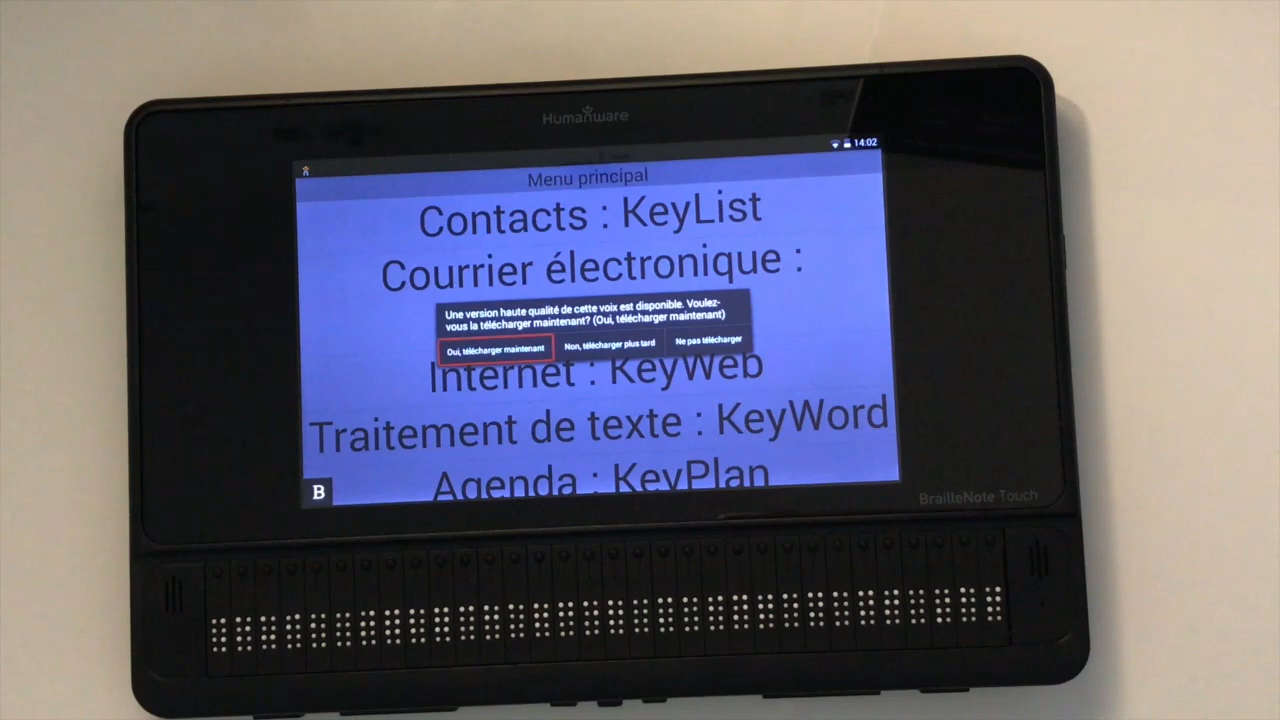 Humanware
14:02
Menu principal
Contacts : KeyList
Courrier électronique :
Une version haute qualité de cette voix est disponible. Voulez-
vous la télécharger maintenant? (Oui, télécharger maintenant)
Oui, télécharger maintenant
Non, télécharger plus tard
Ne pas télécharger
Internet : KeyWeb
Traitement de texte : KeyWord
Agenda : KeyPlan
B
BrailleNote Touch